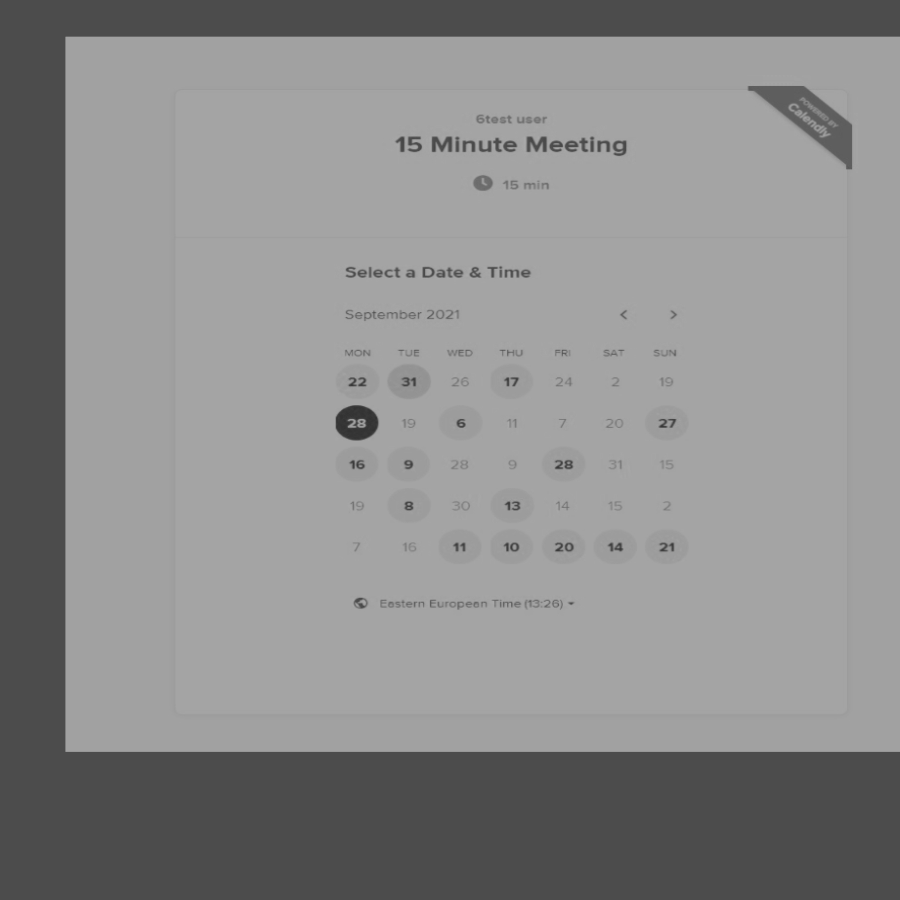 POWERED BY
Calendly
6test user
15 Minute Meeting
15 min
Select a Date & Time
September 2021
< >
MON TUE WED THU FRI SAT SUN
22 31 26 17 24 2 19
28 19 6 11 7 20 27
16 9 28 9 28 31 15
19 8 30 13 14 15 2
7 16 11 10 20 14 21
Eastern European Time (13:26)